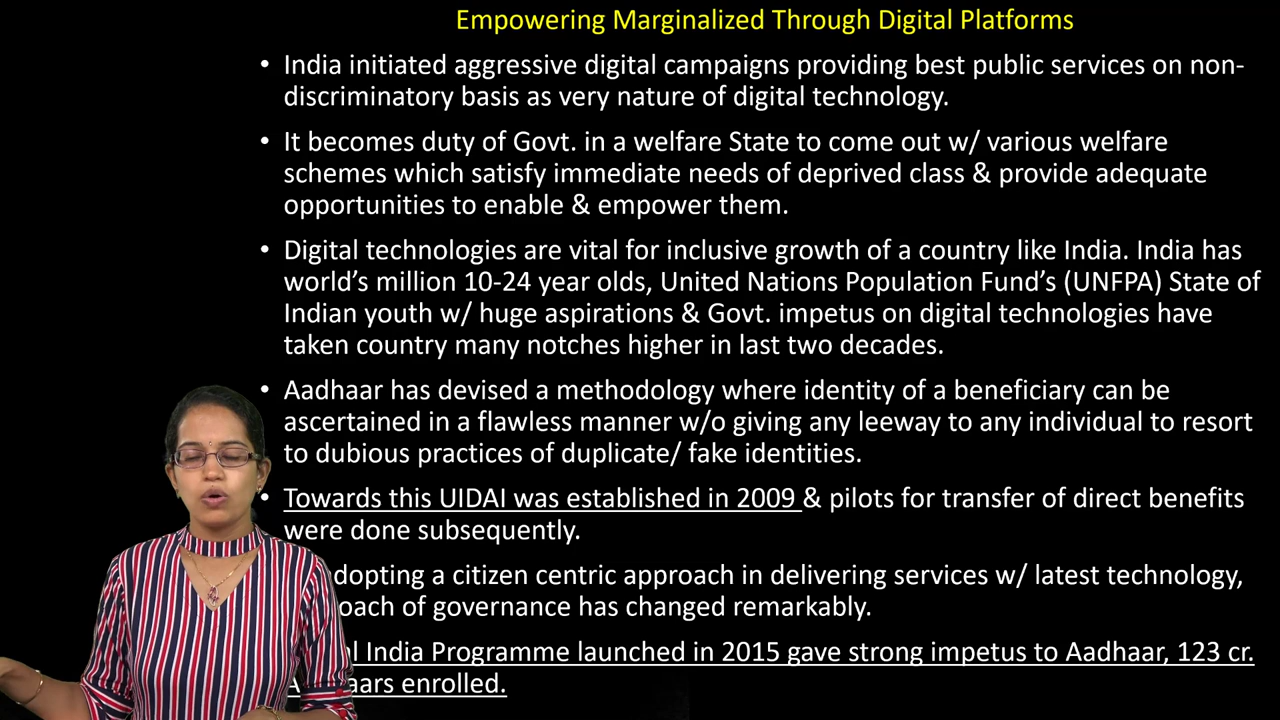 Empowering Marginalized Through Digital Platforms
• India initiated aggressive digital campaigns providing best public services on non-
discriminatory basis as very nature of digital technology.
• It becomes duty of Govt. in a welfare State to come out w/ various welfare
schemes which satisfy immediate needs of deprived class & provide adequate
opportunities to enable & empower them.
• Digital technologies are vital for inclusive growth of a country like India. India has
world's million 10-24 year olds, United Nations Population Fund's (UNFPA) State of
Indian youth w/ huge aspirations & Govt. impetus on digital technologies have
taken country many notches higher in last two decades.
• Aadhaar has devised a methodology where identity of a beneficiary can be
ascertained in a flawless manner w/o giving any leeway to any individual to resort
to dubious practices of duplicate/ fake identities.
• Towards this UIDAI was established in 2009 & pilots for transfer of direct benefits
were done subsequently.
a citizen centric approach in delivering services w/ latest technology,
of governance has changed remarkably.
India Programme launched in 2015 gave strong impetus to Aadhaar, 123 cr.
enrolled.